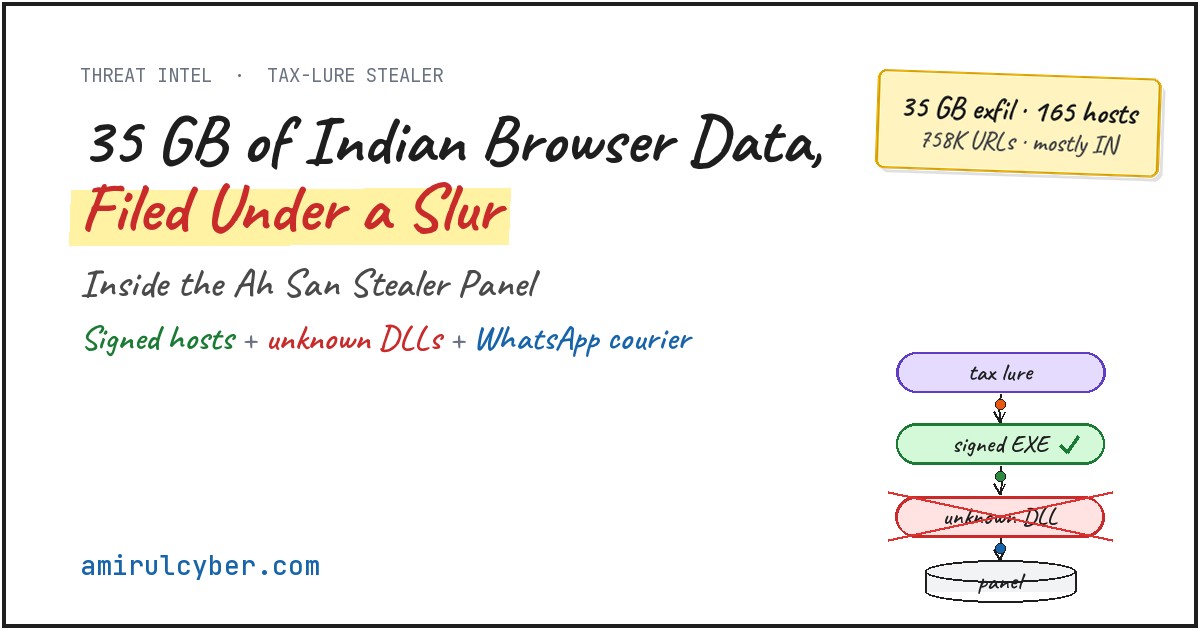 THREAT INTEL · TAX-LURE STEALER
35 GB of Indian Browser Data,
Filed Under a Slur
Inside the Ah San Stealer Panel
Signed hosts + unknown DLLs + WhatsApp courier
35 GB exfil · 165 hosts
758K URLs · mostly IN
tax lure
signed EXE ✓
unknown DLL
panel
amirulcyber.com